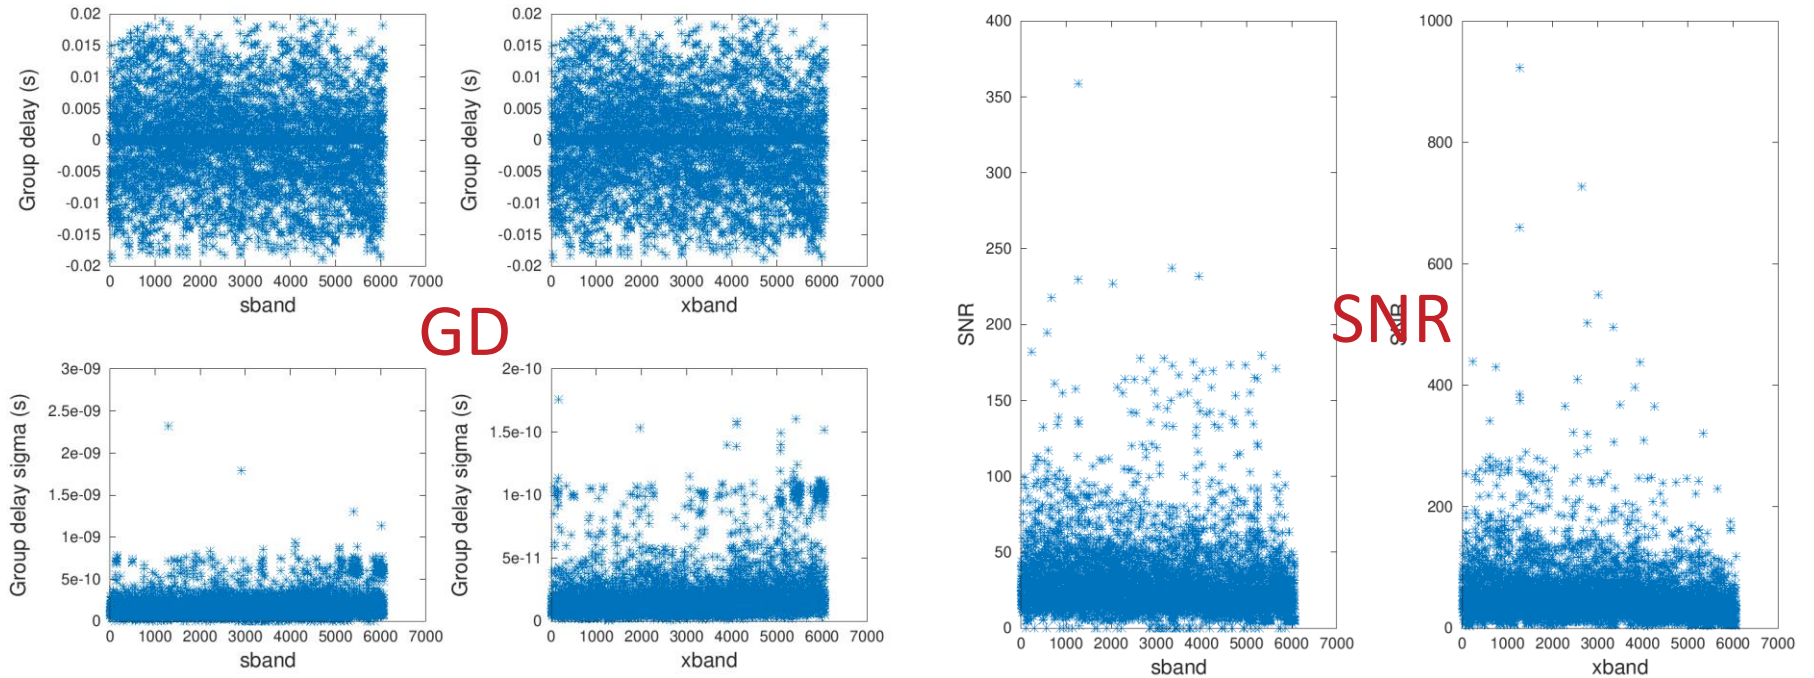 Group delay (s)
0.02
0.015
0.01
0.005
0
-0.005
-0.01
-0.015
-0.02
0 1000 2000 3000 4000 5000 6000 7000
sband
Group delay (s)
0.02
0.015
0.01
0.005
0
-0.005
-0.01
-0.015
-0.02
0 1000 2000 3000 4000 5000 6000 7000
xband
GD
Group delay sigma (s)
3e-09
2.5e-09
2e-09
1.5e-09
1e-09
5e-10
0
0 1000 2000 3000 4000 5000 6000 7000
sband
Group delay sigma (s)
2e-10
1.5e-10
1e-10
5e-11
0
0 1000 2000 3000 4000 5000 6000 7000
xband
SNR
400
350
300
250
200
150
100
50
0
0 1000 2000 3000 4000 5000 6000 7000
sband
SNR
SNR
1000
800
600
400
200
0
0 1000 2000 3000 4000 5000 6000 7000
xband